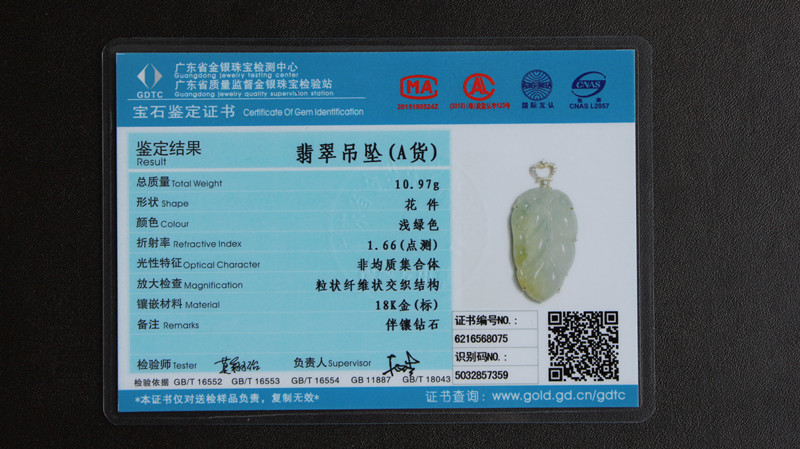 广东省金银珠宝检测中心
Guangdong jewelry testing center
广东省质量监督金银珠宝检验站
Guangdong jewelry quality supervision station
GDTC
宝石鉴定证书 Certificate Of Gem Identification
MA
国际互认
CNAS
CNAS L2557
鉴定结果 翡翠吊坠(A货)
Result
总质量 Total Weight 10.97g
形状 Shape 花件
颜色 Colour 浅绿色
折射率 Refractive Index 1.66(点测)
光性特征 Optical Character 非均质集合体
放大检查 Magnification 粒状纤维状交织结构
镶嵌材料 Material 18K金(标)
备注 Remarks 伴镶钻石
证书编号NO.:
6216568075
识别码NO.:
5032857359
检验师 Tester 负责人 Supervisor
检验依据 GB/T 16552 GB/T 16553 GB/T 16554 GB 11887 GB/T 18043
*本证书仅对送检样品负责，复制无效* 证书查询: www.gold.gd.cn/gdtc